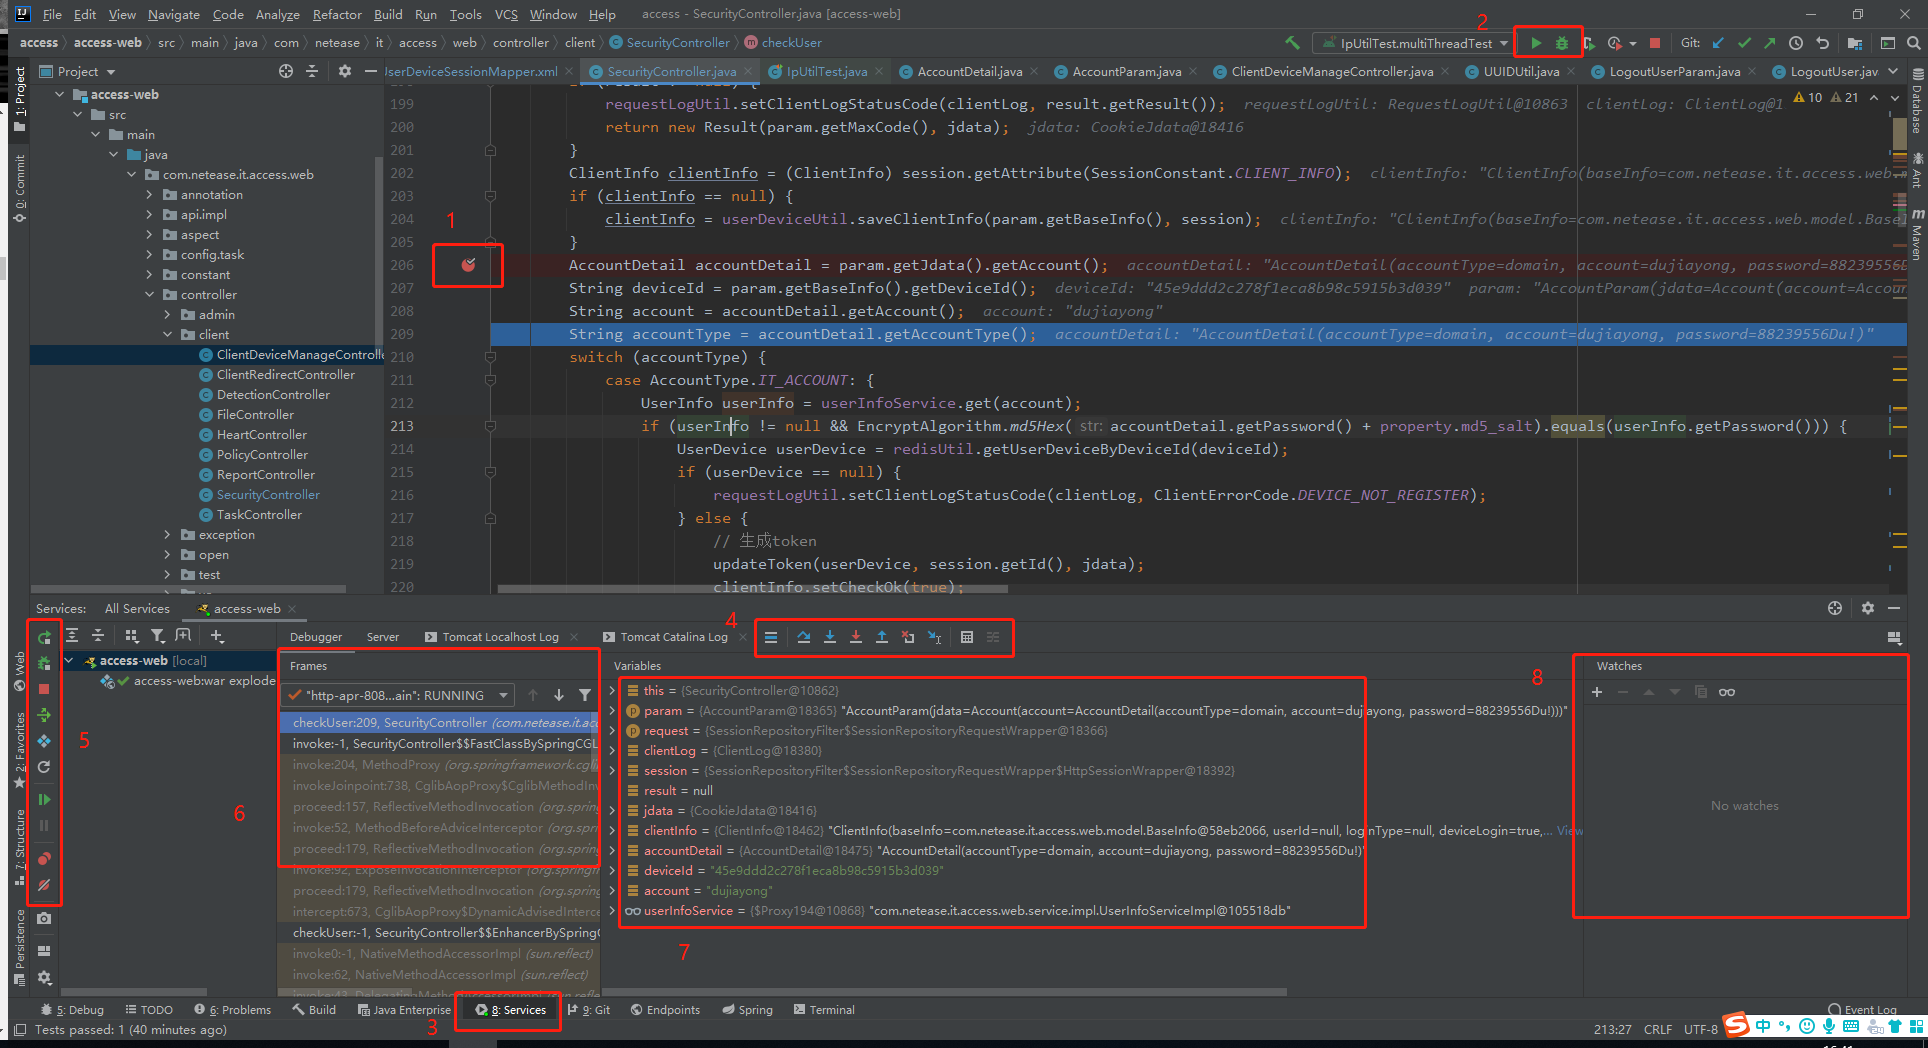 File Edit View Navigate Code Analyze Refactor Build Run Tools VCS Window Help access - SecurityController.java [access-web]
2
access access-web src main java com netease it access web controller client SecurityController checkUser IpUtilTest.multiThreadTest Git:
Project UserDeviceSessionMapper.xml SecurityController.java IpUtilTest.java AccountDetail.java AccountParam.java ClientDeviceManageController.java UUIDUtil.java LogoutUserParam.java LogoutUser.jav
1: Project
0: Commit
Web
2: Favorites
7: Structure
Persistence
Database
Ant
Maven
access-web
src
main
java
com.netease.it.access.web
annotation
api.impl
aspect
config.task
constant
controller
admin
client
ClientDeviceManageControlle
ClientRedirectController
DetectionController
FileController
HeartController
PolicyController
ReportController
SecurityController
TaskController
exception
open
test
10 21
199 requestLogUtil.setClientLogStatusCode(clientLog, result.getResult()); requestLogUtil: RequestLogUtil@10863 clientLog: ClientLog@1
200 return new Result(param.getMaxCode(), jdata); jdata: CookieJdata@18416
201 }
202 ClientInfo clientInfo = (ClientInfo) session.getAttribute(SessionConstant.CLIENT_INFO); clientInfo: "ClientInfo(baseInfo=com.netease.it.access.web.m
203 if (clientInfo == null) {
204 clientInfo = userDeviceUtil.saveClientInfo(param.getBaseInfo(), session); clientInfo: "ClientInfo(baseInfo=com.netease.it.access.web.model.Base
1
205 }
206 AccountDetail accountDetail = param.getJdata().getAccount(); accountDetail: "AccountDetail(accountType=domain, account=dujiayong, password=88239556D
207 String deviceId = param.getBaseInfo().getDeviceId(); deviceId: "45e9ddd2c278f1eca8b98c5915b3d039" param: "AccountParam(jdata=Account(account=Accou
208 String account = accountDetail.getAccount(); account: "dujiayong"
209 String accountType = accountDetail.getAccountType(); accountDetail: "AccountDetail(accountType=domain, account=dujiayong, password=88239556Du!)"
210 switch (accountType) {
211 case AccountType.IT_ACCOUNT: {
212 UserInfo userInfo = userInfoService.get(account);
213 if (userInfo != null && EncryptAlgorithm.md5Hex( str: accountDetail.getPassword() + property.md5_salt).equals(userInfo.getPassword())) {
214 UserDevice userDevice = redisUtil.getUserDeviceByDeviceId(deviceId);
215 if (userDevice == null) {
216 requestLogUtil.setClientLogStatusCode(clientLog, ClientErrorCode.DEVICE_NOT_REGISTER);
217 } else {
218 // 生成token
219 updateToken(userDevice, session.getId(), jdata);
220 clientInfo.setCheckOk(true);
Services: All Services access-web
4
Debugger Server Tomcat Localhost Log Tomcat Catalina Log
access-web [local]
access-web:war explode
5
Frames
"http-apr-808...ain": RUNNING
checkUser:209, SecurityController (com.netease.it.acc
invoke:-1, SecurityController$$FastClassBySpringCGL
invoke:204, MethodProxy (org.springframework.cglib
invokeJoinpoint:738, CglibAopProxy$CglibMethodInv
proceed:157, ReflectiveMethodInvocation (org.spring
invoke:52, MethodBeforeAdviceInterceptor (org.spri
proceed:179, ReflectiveMethodInvocation (org.spring
invoke:92, ExposeInvocationInterceptor (org.springfr
proceed:179, ReflectiveMethodInvocation (org.spring
intercept:673, CglibAopProxy$DynamicAdvisedInterce
checkUser:-1, SecurityController$$EnhancerBySpringC
invoke0:-1, NativeMethodAccessorImpl (sun.reflect)
invoke:62, NativeMethodAccessorImpl (sun.reflect)
invoke:43, DelegatingMethodAccessorImpl (sun.refle
6
Variables
this = {SecurityController@10862}
param = {AccountParam@18365} "AccountParam(jdata=Account(account=AccountDetail(accountType=domain, account=dujiayong, password=88239556Du!)))"
request = {SessionRepositoryFilter$SessionRepositoryRequestWrapper@18366}
clientLog = {ClientLog@18380}
session = {SessionRepositoryFilter$SessionRepositoryRequestWrapper$HttpSessionWrapper@18392}
result = null
jdata = {CookieJdata@18416}
clientInfo = {ClientInfo@18462} "ClientInfo(baseInfo=com.netease.it.access.web.model.BaseInfo@58eb2066, userId=null, loginType=null, deviceLogin=true,... View
accountDetail = {AccountDetail@18475} "AccountDetail(accountType=domain, account=dujiayong, password=88239556Du!)"
deviceId = "45e9ddd2c278f1eca8b98c5915b3d039"
account = "dujiayong"
userInfoService = {$Proxy194@10868} "com.netease.it.access.web.service.impl.UserInfoServiceImpl@105518db"
7
8
Watches
No watches
5: Debug TODO 6: Problems Build Java Enterprise 8: Services 9: Git Endpoints Spring Terminal Event Log
3
Tests passed: 1 (40 minutes ago) 213:27 CRLF UTF-8 中